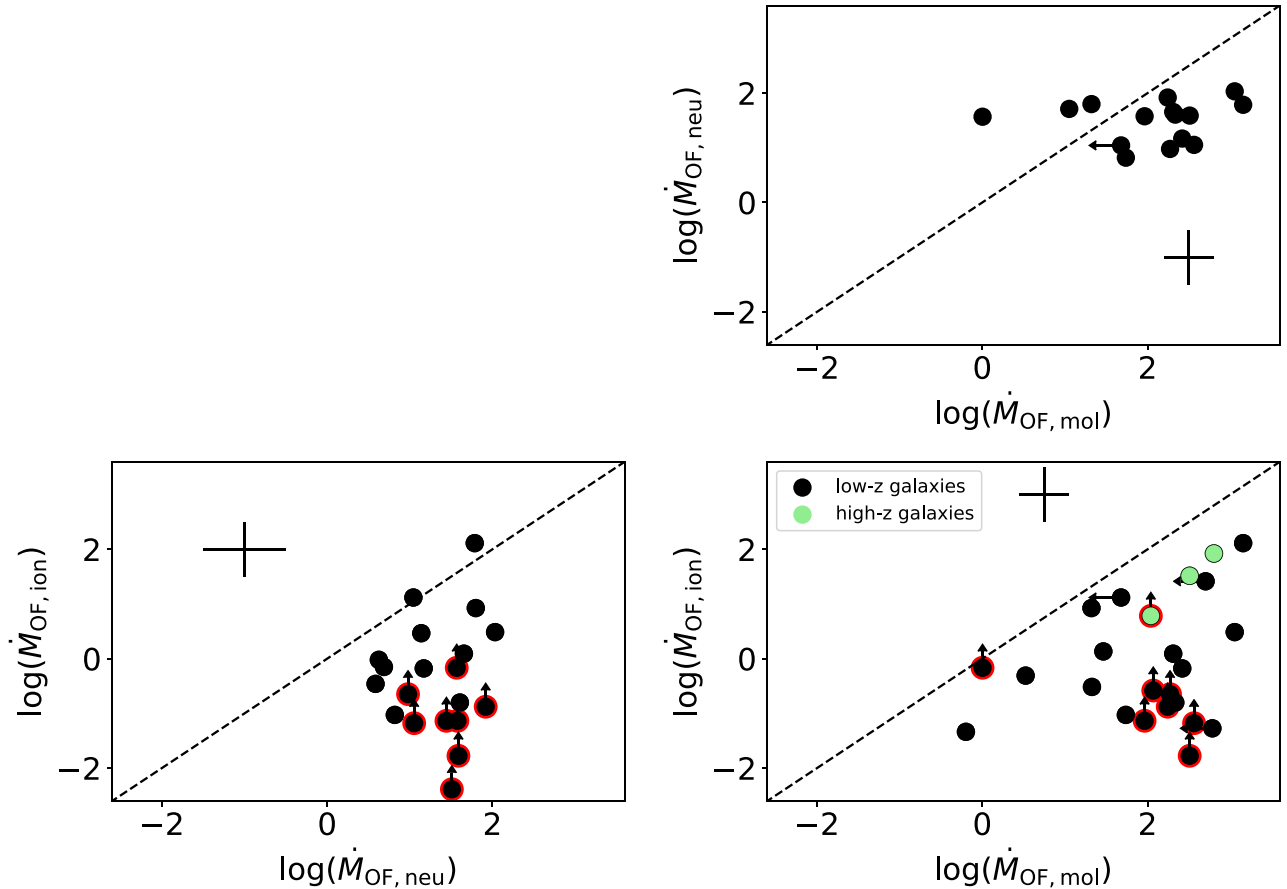 2
0
−2
log(Ṁ_OF, neu)
−2 0 2
log(Ṁ_OF, mol)
2
0
−2
log(Ṁ_OF, ion)
−2 0 2
log(Ṁ_OF, neu)
low-z galaxies
high-z galaxies
2
0
−2
log(Ṁ_OF, ion)
−2 0 2
log(Ṁ_OF, mol)